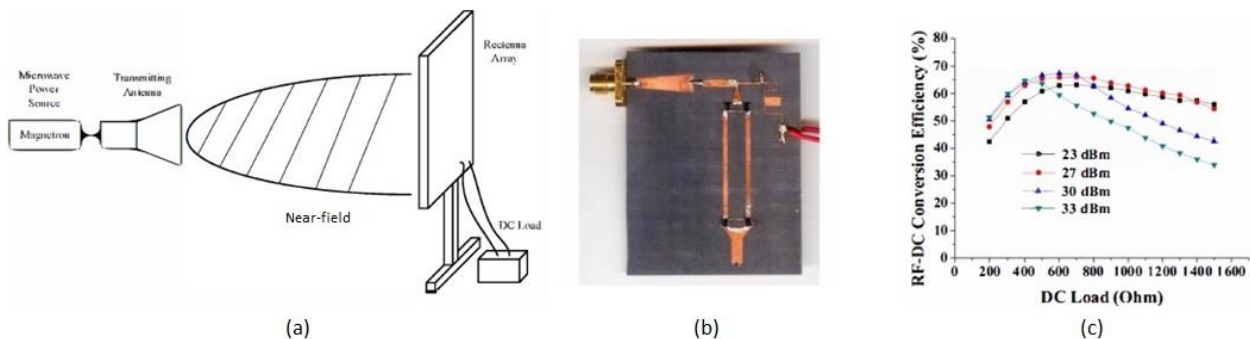 Microwave
Power
Source
Transmitting
Antenna
Rectenna
Array
Magnetron
Near-field
DC Load
(a)
(b)
RF-DC Conversion Efficiency (%)
80
70
60
50
40
30
20
10
0
23 dBm
27 dBm
30 dBm
33 dBm
0 200 400 600 800 1000 1200 1400 1600
DC Load (Ohm)
(c)